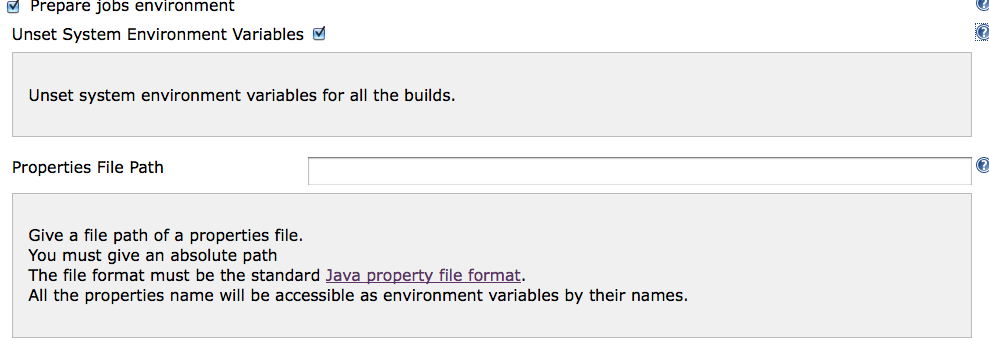 Prepare jobs environment
Unset System Environment Variables
Unset system environment variables for all the builds.
Properties File Path
Give a file path of a properties file.
You must give an absolute path
The file format must be the standard Java property file format.
All the properties name will be accessible as environment variables by their names.